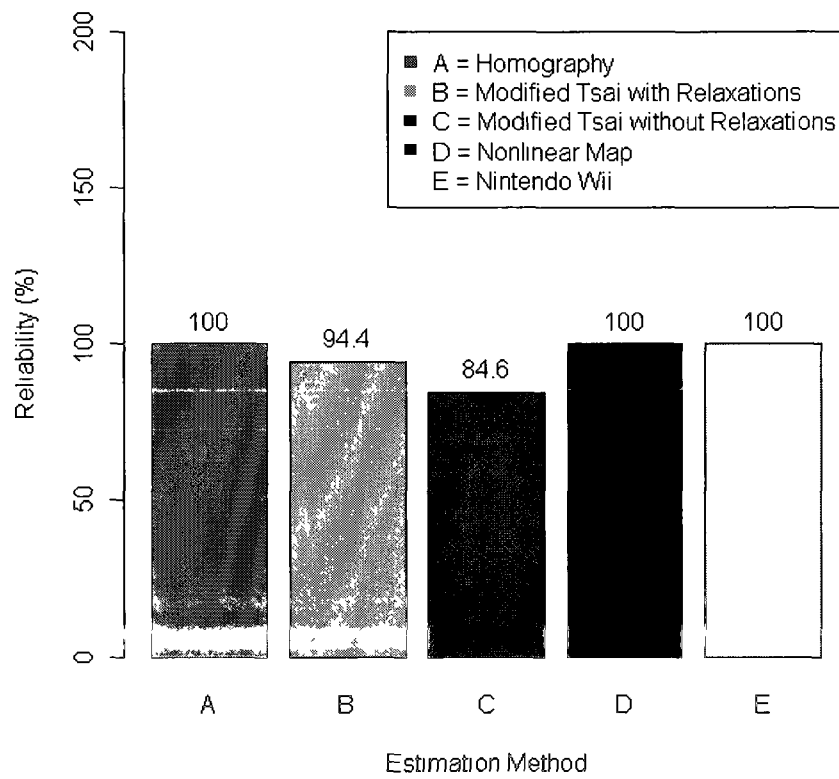 200
150
100
50
0
Reliability (%)
A = Homography
B = Modified Tsai with Relaxations
C = Modified Tsai without Relaxations
D = Nonlinear Map
E = Nintendo Wii
100
94.4
84.6
100
100
A
B
C
D
E
Estimation Method